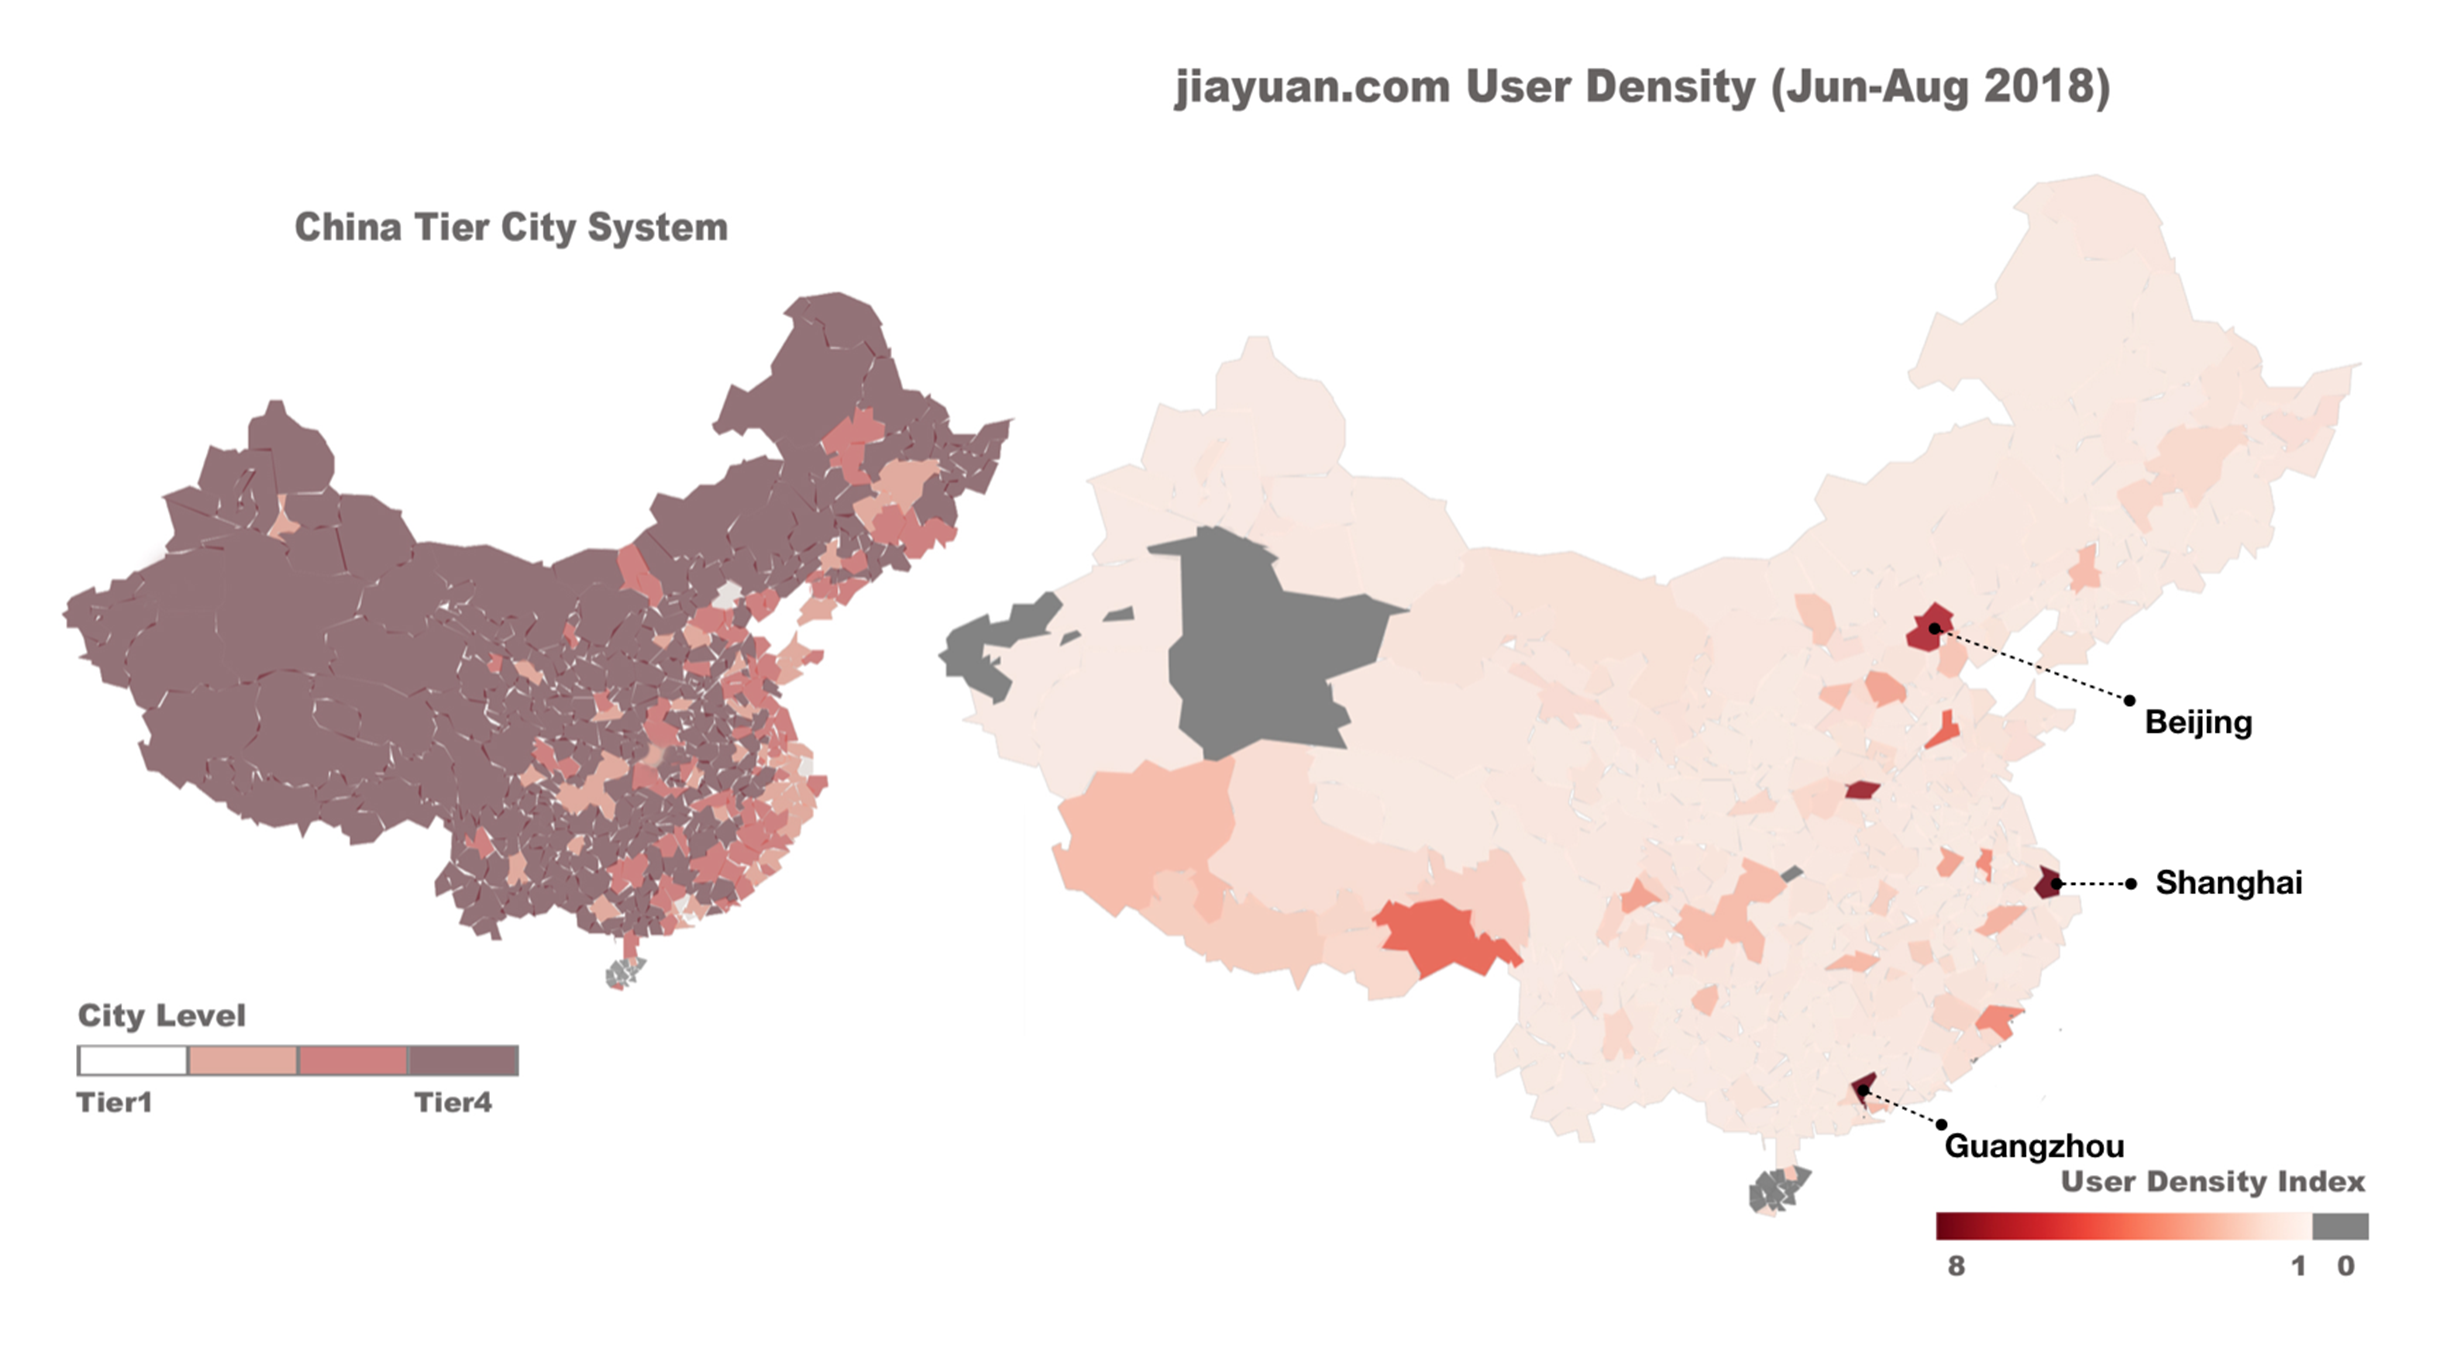 jiayuan.com User Density (Jun-Aug 2018)
China Tier City System
Beijing
Shanghai
Guangzhou
City Level
Tier1 Tier4
User Density Index
8 1 0